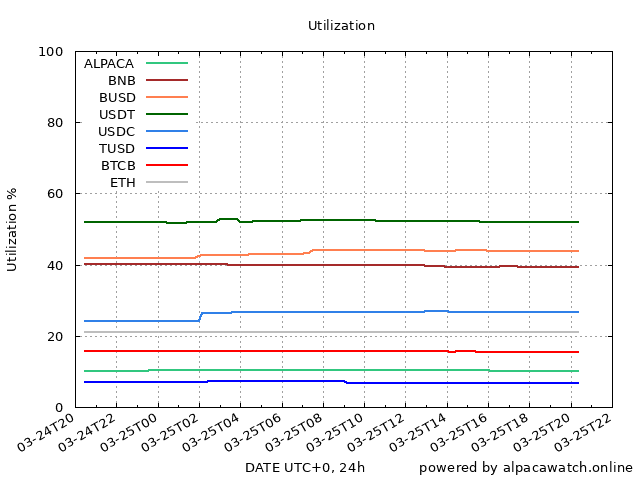 Utilization
100
80
60
40
20
0
Utilization %
ALPACA
BNB
BUSD
USDT
USDC
TUSD
BTCB
ETH
03-24T20
03-24T22
03-25T00
03-25T02
03-25T04
03-25T06
03-25T08
03-25T10
03-25T12
03-25T14
03-25T16
03-25T18
03-25T20
03-25T22
DATE UTC+0, 24h
powered by alpacawatch.online